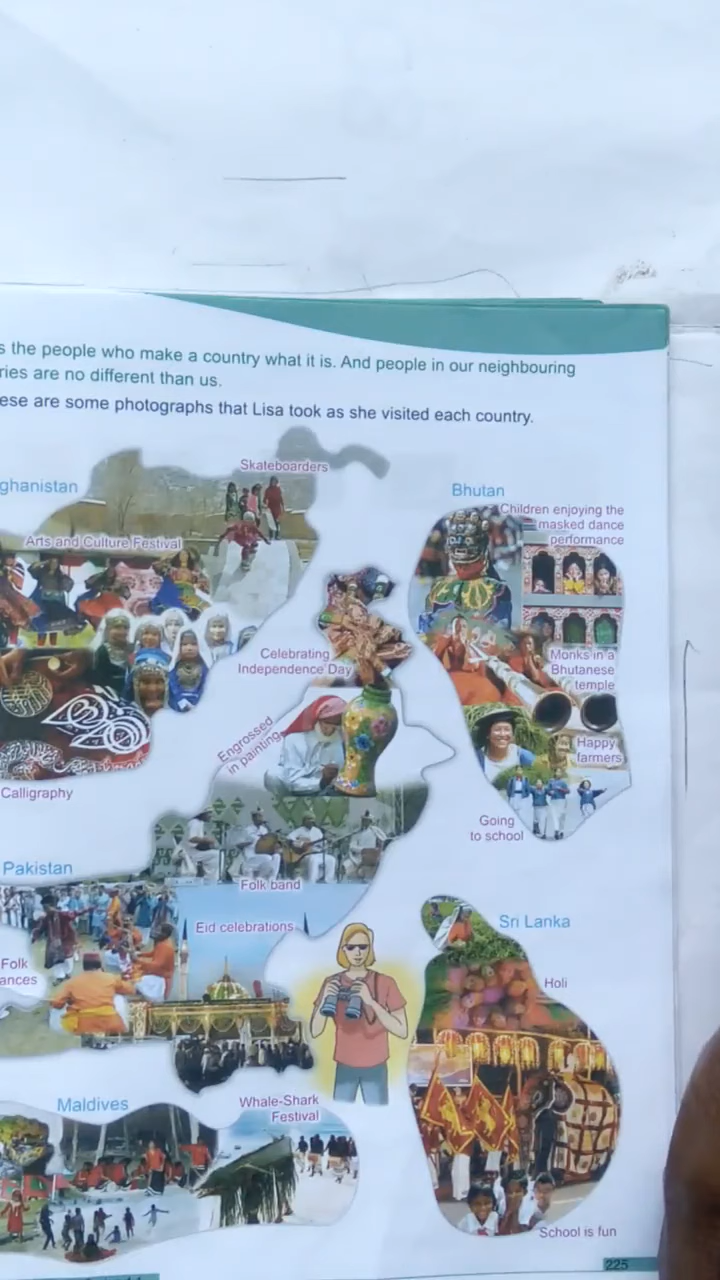 s the people who make a country what it is. And people in our neighbouring
ries are no different than us.
ese are some photographs that Lisa took as she visited each country.
ghanistan
Skateboarders
Arts and Culture Festival
Calligraphy
Bhutan
Children enjoying the
masked dance
performance
Monks in a
Bhutanese
temple
Happy
farmers
Going
to school
Celebrating
Independence Day
Engrossed
in painting
Folk band
Pakistan
Eid celebrations
Folk
ances
Sri Lanka
Holi
School is fun
Maldives
Whale-Shark
Festival
225